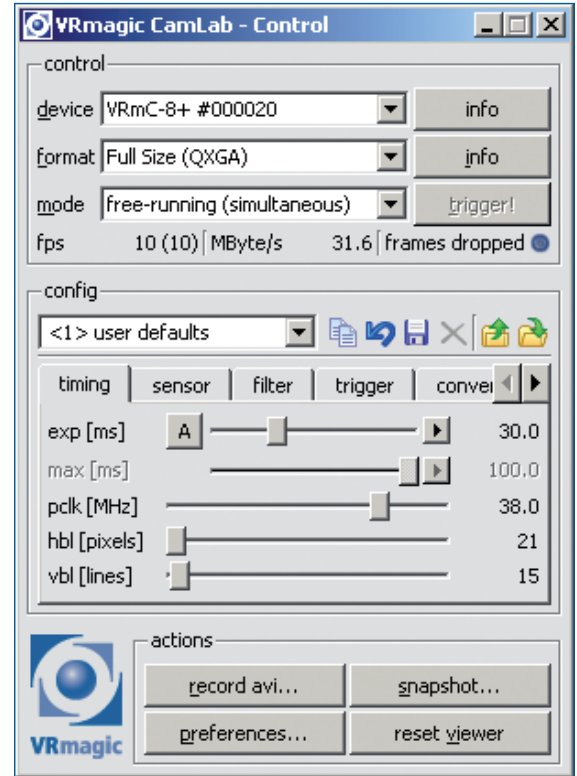 VRmagic CamLab - Control
control
device VRmC-8+ #000020 info
format Full Size (QXGA) info
mode free-running (simultaneous) trigger!
fps 10 (10) MByte/s 31.6 frames dropped
config
<1> user defaults
timing sensor filter trigger conver
exp [ms] A 30.0
max [ms] 100.0
pclk [MHz] 38.0
hbl [pixels] 21
vbl [lines] 15
actions
record avi... snapshot...
preferences... reset viewer
VRmagic